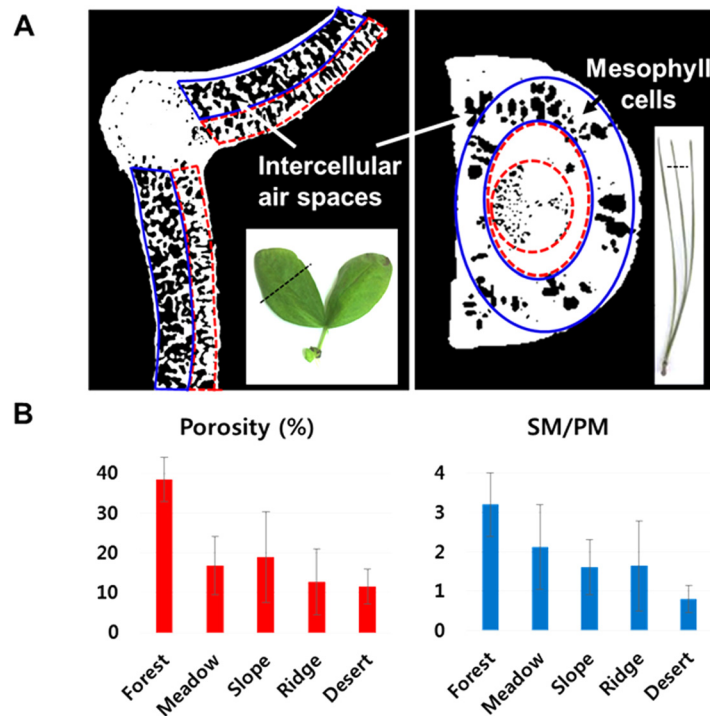 A
Mesophyll
cells
Intercellular
air spaces
B
Porosity (%)
40
30
20
10
0
Forest
Meadow
Slope
Ridge
Desert
SM/PM
4
3
2
1
0
Forest
Meadow
Slope
Ridge
Desert